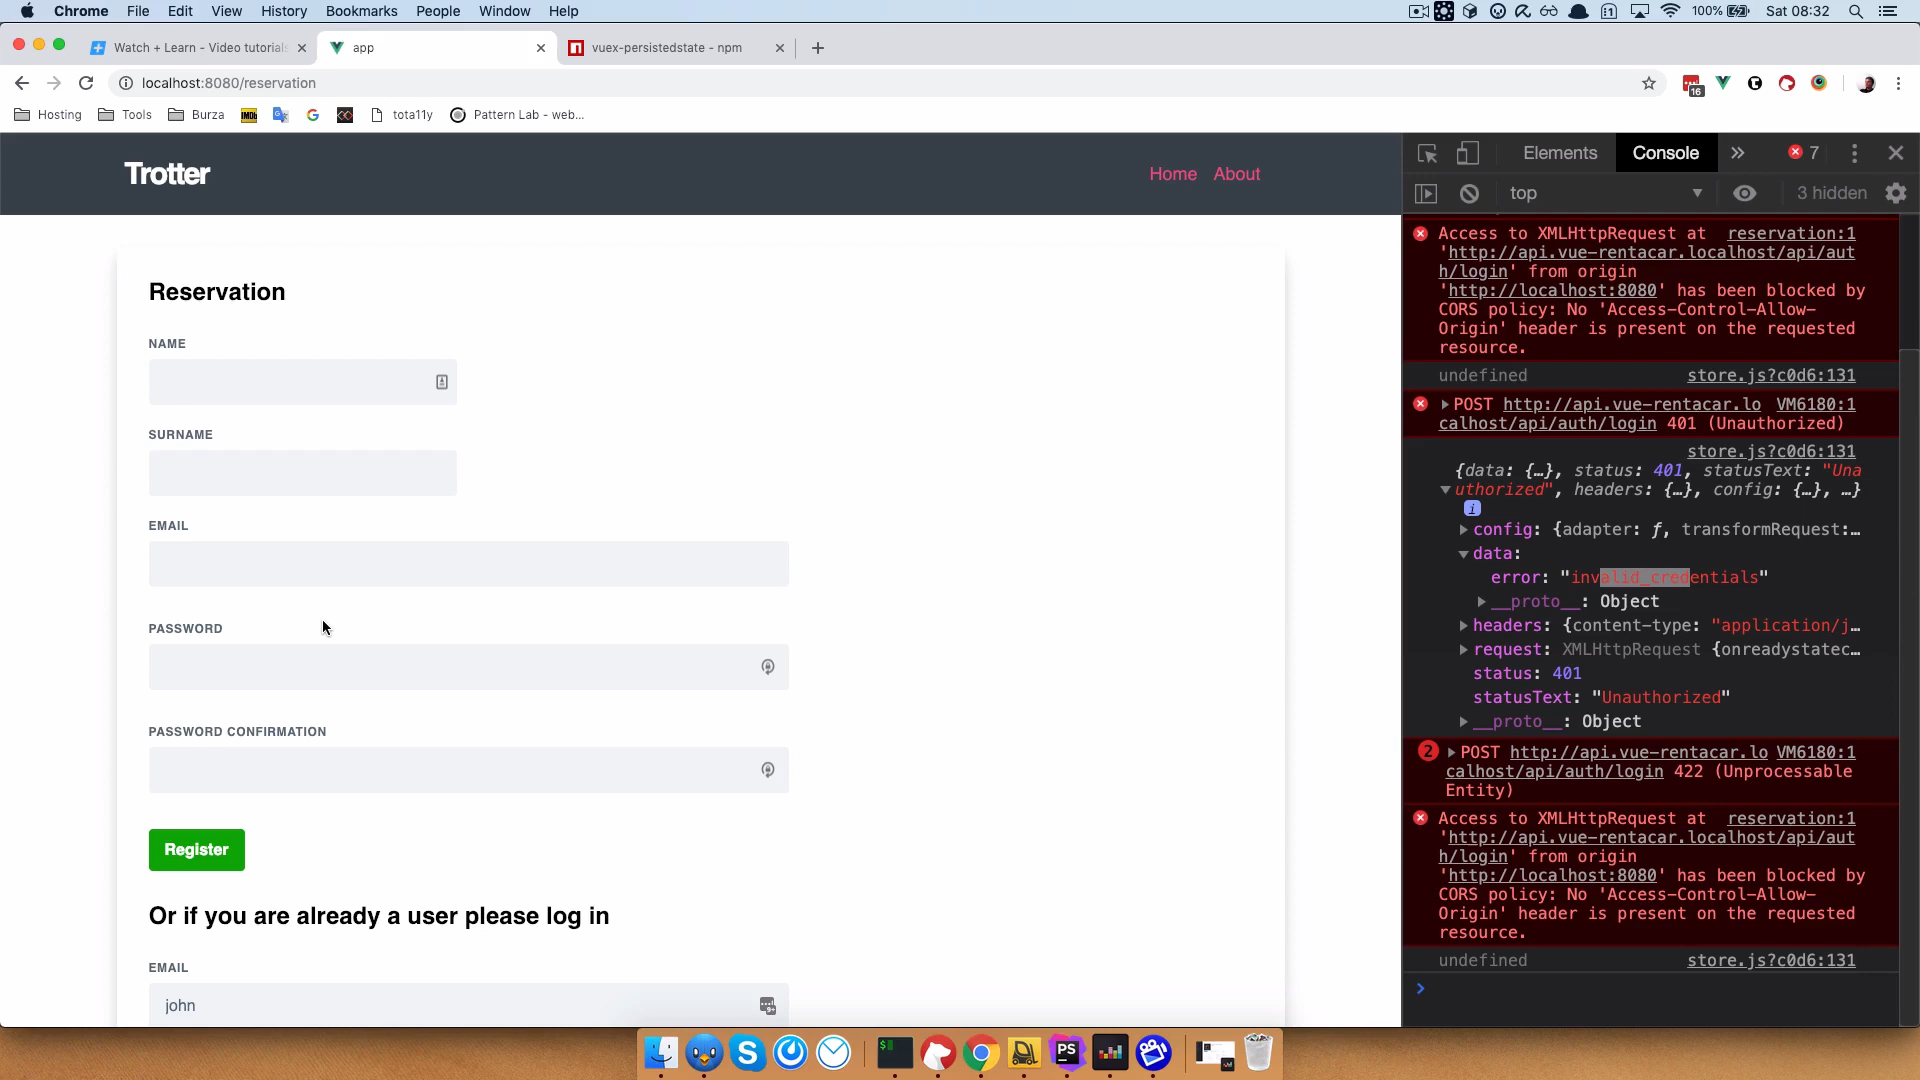 Chrome File Edit View History Bookmarks People Window Help 100% Sat 08:32
Watch + Learn - Video tutorials app vuex-persistedstate - npm
localhost:8080/reservation 16
Hosting Tools Burza IMDb tota11y Pattern Lab - web...
Trotter Home About
Reservation
NAME
SURNAME
EMAIL
PASSWORD
PASSWORD CONFIRMATION
Register
Or if you are already a user please log in
EMAIL
john
Elements Console 7
top 3 hidden
Access to XMLHttpRequest at reservation:1
'http://api.vue-rentacar.localhost/api/aut
h/login' from origin
'http://localhost:8080' has been blocked by
CORS policy: No 'Access-Control-Allow-
Origin' header is present on the requested
resource.
undefined store.js?c0d6:131
POST http://api.vue-rentacar.lo VM6180:1
calhost/api/auth/login 401 (Unauthorized)
store.js?c0d6:131
{data: {…}, status: 401, statusText: "Una
uthorized", headers: {…}, config: {…}, …}
i
config: {adapter: ƒ, transformRequest:…
data:
error: "invalid_credentials"
__proto__: Object
headers: {content-type: "application/j…
request: XMLHttpRequest {onreadystatec…
status: 401
statusText: "Unauthorized"
__proto__: Object
2 POST http://api.vue-rentacar.lo VM6180:1
calhost/api/auth/login 422 (Unprocessable
Entity)
Access to XMLHttpRequest at reservation:1
'http://api.vue-rentacar.localhost/api/aut
h/login' from origin
'http://localhost:8080' has been blocked by
CORS policy: No 'Access-Control-Allow-
Origin' header is present on the requested
resource.
undefined store.js?c0d6:131
PS